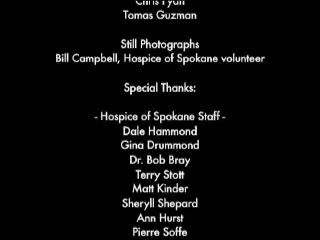 Tomas Guzman
Still Photographs
Bill Campbell, Hospice of Spokane volunteer
Special Thanks:
- Hospice of Spokane Staff -
Dale Hammond
Gina Drummond
Dr. Bob Bray
Terry Stott
Matt Kinder
Sheryll Shepard
Ann Hurst
Pierre Soffe